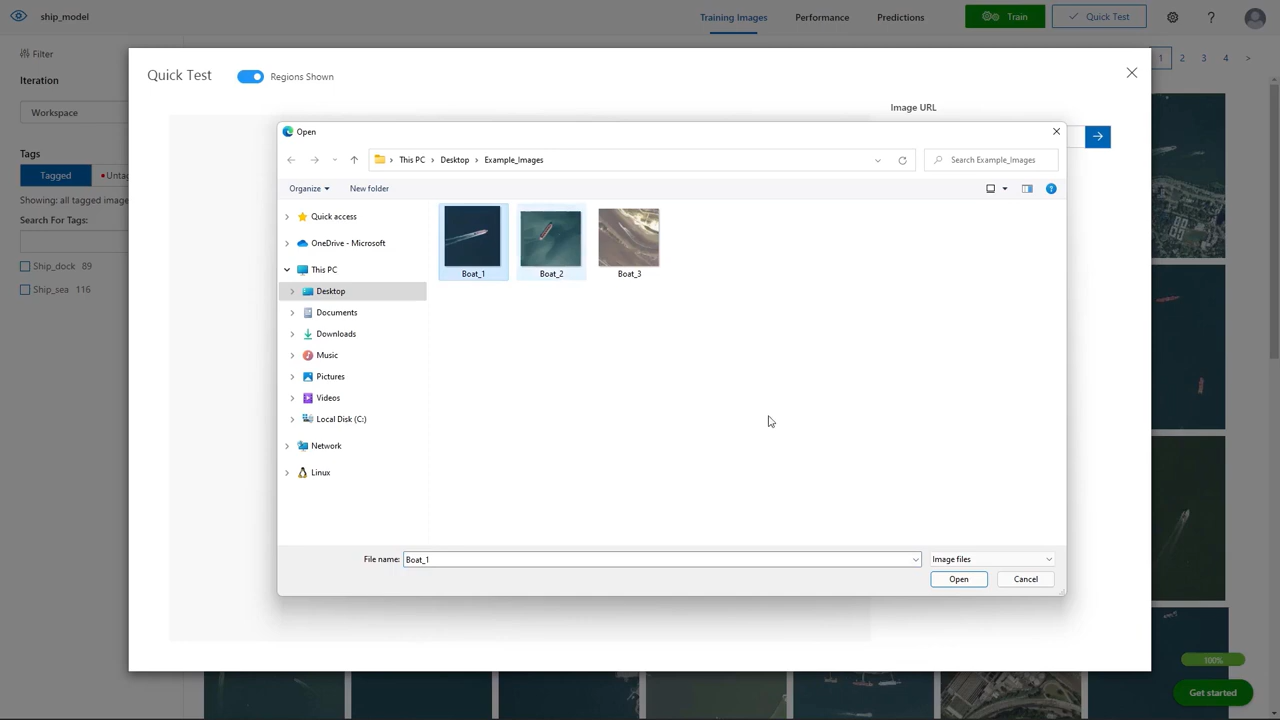 ship_model
Training Images
Performance
Predictions
Train
Quick Test
?
Filter
Iteration
Workspace
Tags
Tagged
Untag
Showing: all tagged image
Search For Tags:
Ship_dock 89
Ship_sea 116
Quick Test
Regions Shown
Image URL
1 2 3 4 >
Open
This PC > Desktop > Example_Images
Search Example_Images
Organize
New folder
?
Quick access
OneDrive - Microsoft
This PC
Desktop
Documents
Downloads
Music
Pictures
Videos
Local Disk (C:)
Network
Linux
Boat_1
Boat_2
Boat_3
File name: Boat_1
Image files
Open
Cancel
100%
Get started